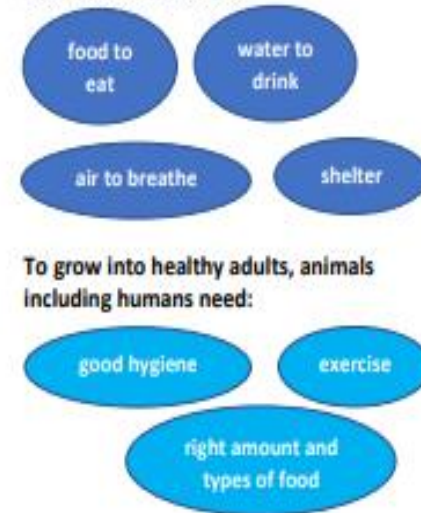 food to
eat
water to
drink
air to breathe
shelter
To grow into healthy adults, animals
including humans need:
good hygiene
exercise
right amount and
types of food